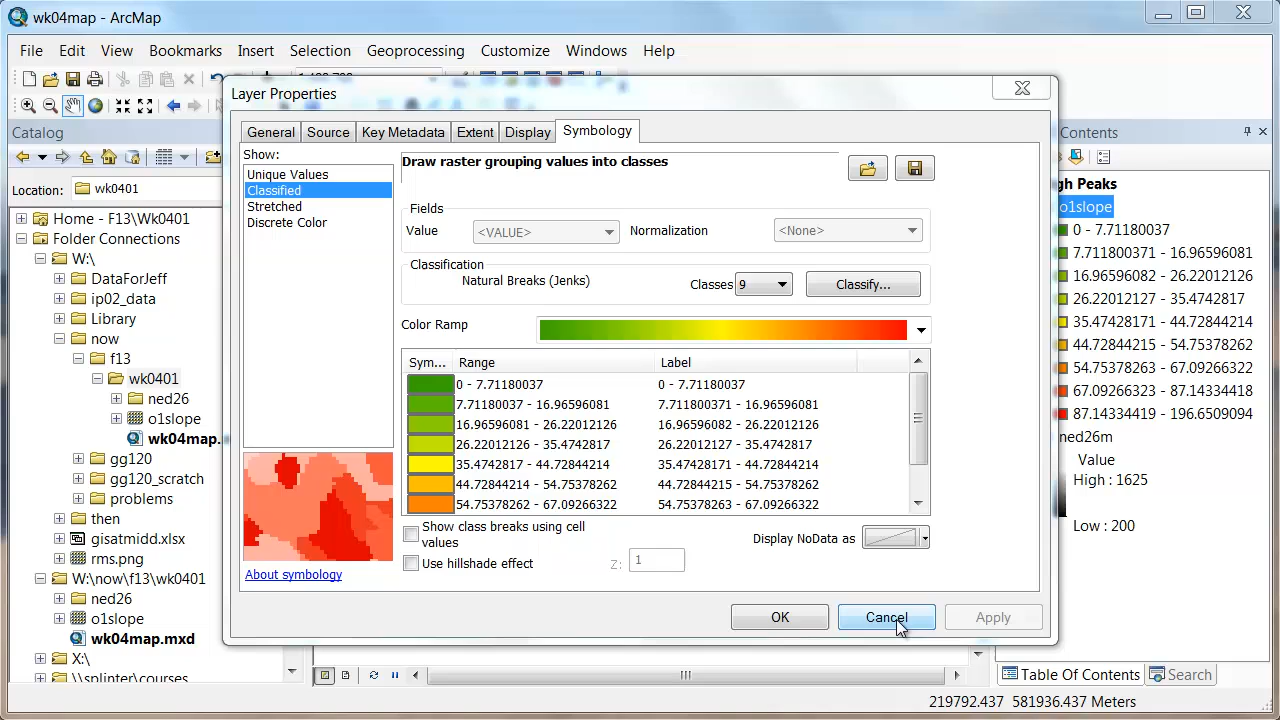 wk04map - ArcMap
File Edit View Bookmarks Insert Selection Geoprocessing Customize Windows Help
Layer Properties
General Source Key Metadata Extent Display Symbology
Catalog
Location: wk0401
Home - F13\Wk0401
Folder Connections
W:\
DataForJeff
ip02_data
Library
now
f13
wk0401
ned26
o1slope
wk04map.
gg120
gg120_scratch
problems
then
gisatmidd.xlsx
rms.png
W:\now\f13\wk0401
ned26
o1slope
wk04map.mxd
X:\
\\splinter\courses
Show:
Unique Values
Classified
Stretched
Discrete Color
About symbology
Draw raster grouping values into classes
Fields
Value <VALUE> Normalization <None>
Classification
Natural Breaks (Jenks) Classes 9 Classify...
Color Ramp
Sym... Range Label
0 - 7.71180037 0 - 7.71180037
7.71180037 - 16.96596081 7.711800371 - 16.96596081
16.96596081 - 26.22012126 16.96596082 - 26.22012126
26.22012126 - 35.4742817 26.22012127 - 35.4742817
35.4742817 - 44.72844214 35.47428171 - 44.72844214
44.72844214 - 54.75378262 44.72844215 - 54.75378262
54.75378262 - 67.09266322 54.75378263 - 67.09266322
Show class breaks using cell
values
Display NoData as
Use hillshade effect Z: 1
OK Cancel Apply
Contents
gh Peaks
o1slope
0 - 7.71180037
7.711800371 - 16.96596081
16.96596082 - 26.22012126
26.22012127 - 35.4742817
35.47428171 - 44.72844214
44.72844215 - 54.75378262
54.75378263 - 67.09266322
67.09266323 - 87.14334418
87.14334419 - 196.6509094
ned26m
Value
High : 1625
Low : 200
Table Of Contents Search
219792.437 581936.437 Meters